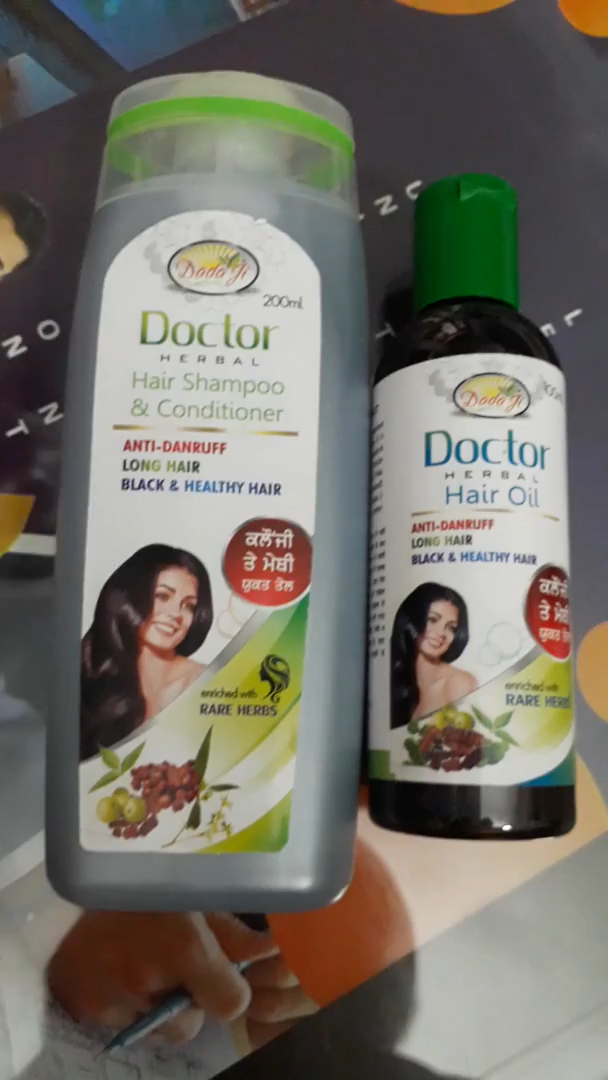 Dada Ji
200ml.
Doctor
HERBAL
Hair Shampoo
& Conditioner
ANTI-DANRUFF
LONG HAIR
BLACK & HEALTHY HAIR
ਕਲੌਂਜੀ
ਤੇ ਮੇਥੀ
ਯੁਕਤ ਤੇਲ
enriched with
RARE HERBS
Dada Ji
Doctor
HERBAL
Hair Oil
ANTI-DANRUFF
LONG HAIR
BLACK & HEALTHY HAIR
ਕਲੌਂਜੀ
ਤੇ ਮੇਥੀ
ਯੁਕਤ ਤੇਲ
enriched with
RARE HERBS